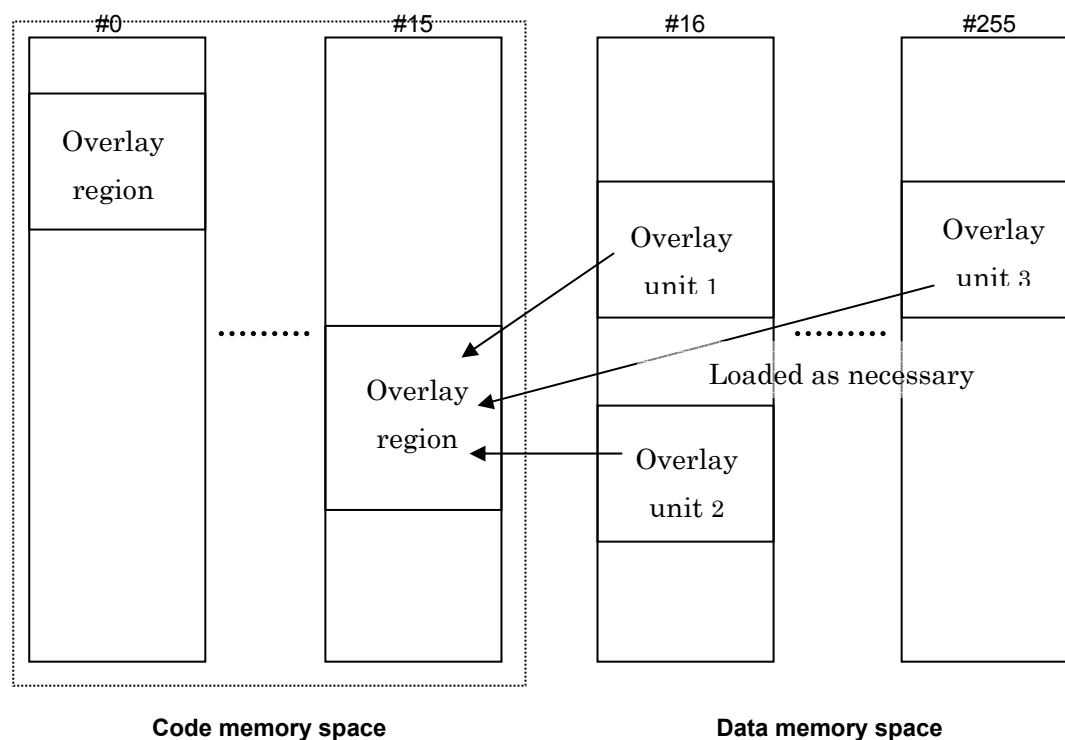 #0
#15
#16
#255
Overlay
region
Overlay
unit 1
Overlay
unit 3
Loaded as necessary
Overlay
region
Overlay
unit 2
Code memory space
Data memory space